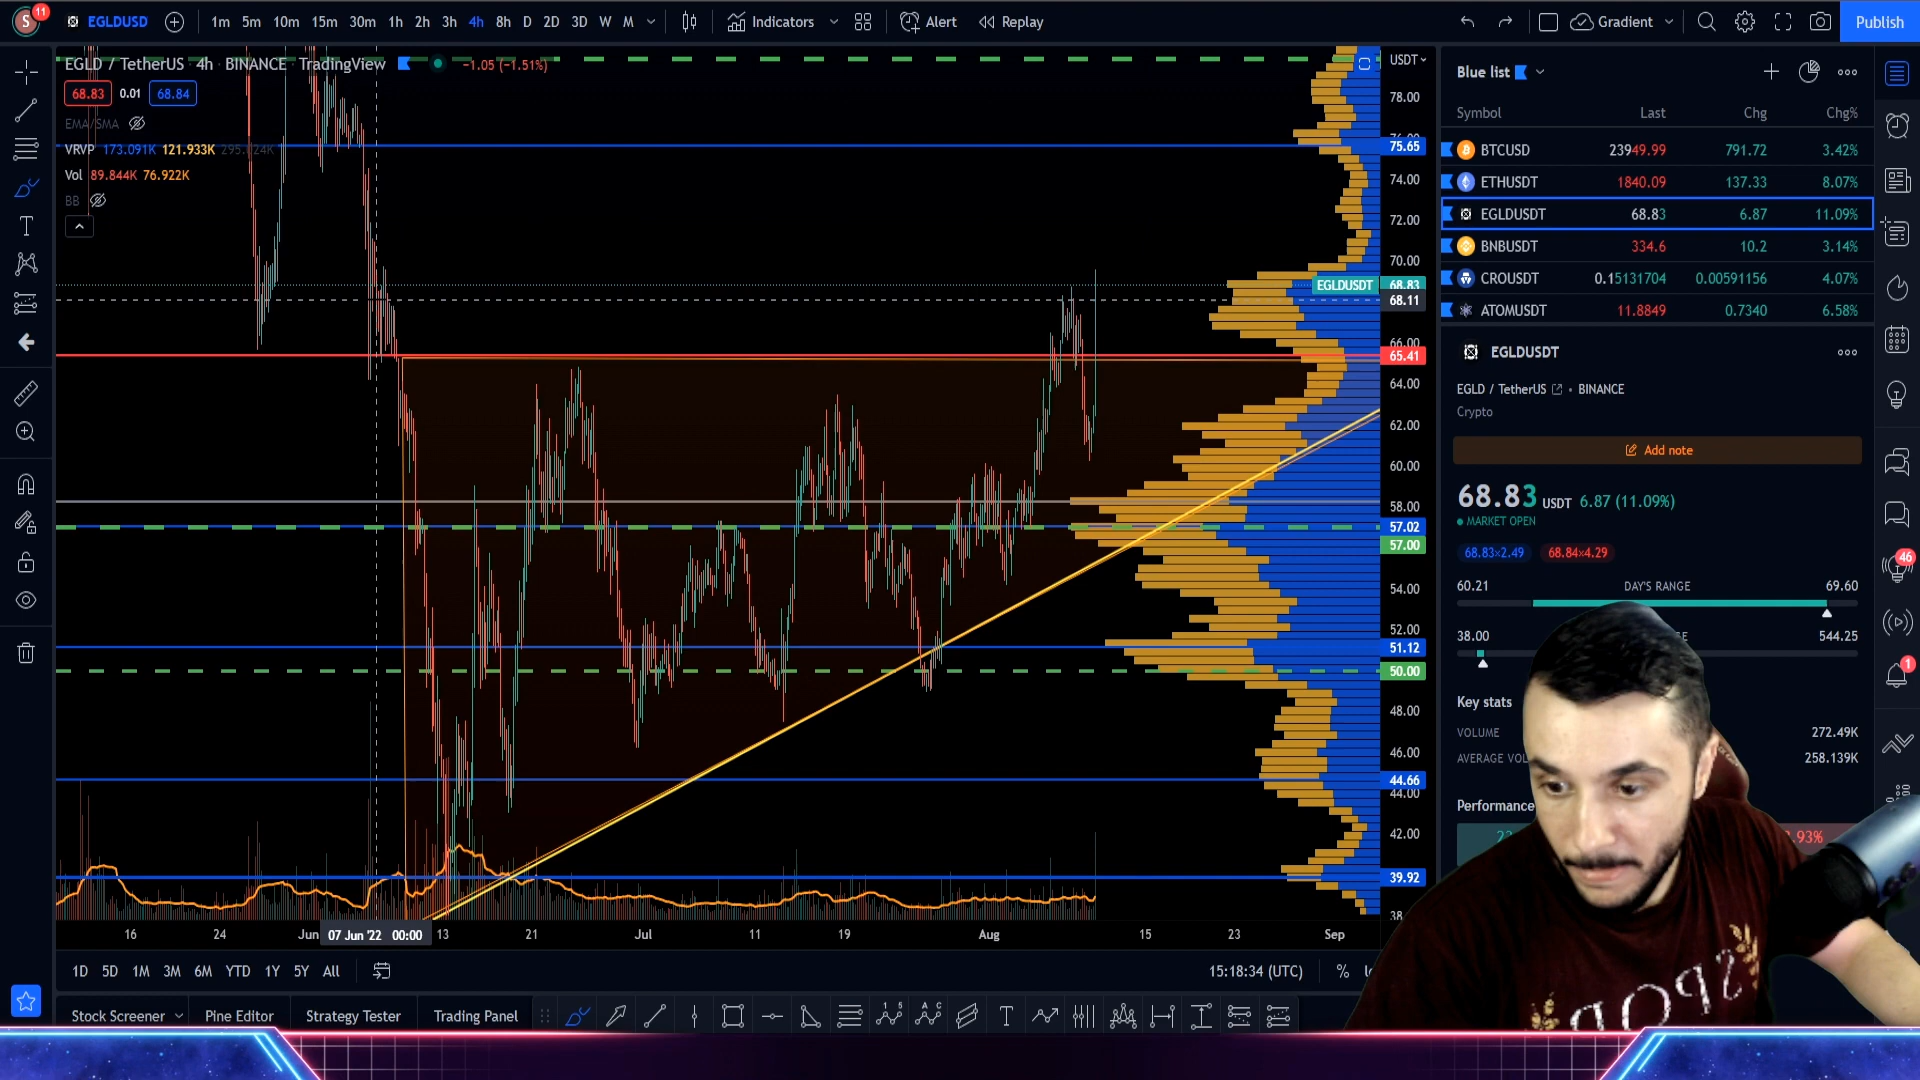 S 11 EGLDUSD 1m 5m 10m 15m 30m 1h 2h 3h 4h 8h D 2D 3D W M Indicators Alert Replay Gradient Publish
EGLD / TetherUS · 4h · BINANCE · TradingView −1.05 (−1.51%)
68.83 0.01 68.84
EMA/SMA
VRVP 173.091K 121.933K
Vol 89.844K 76.922K
BB
USDT
78.00
75.65
74.00
72.00
70.00
EGLDUSDT 68.83
68.11
66.00
65.41
64.00
62.00
60.00
58.00
57.02
57.00
54.00
52.00
51.12
50.00
48.00
46.00
44.66
44.00
42.00
39.92
38
16 24 Jun 07 Jun '22 00:00 13 21 Jul 11 19 Aug 15 23 Sep
1D 5D 1M 3M 6M YTD 1Y 5Y All 15:18:34 (UTC) %
Stock Screener Pine Editor Strategy Tester Trading Panel
Blue list
Symbol Last Chg Chg%
BTCUSD 23949.99 791.72 3.42%
ETHUSDT 1840.09 137.33 8.07%
EGLDUSDT 68.83 6.87 11.09%
BNBUSDT 334.6 10.2 3.14%
CROUSDT 0.15131704 0.00591156 4.07%
ATOMUSDT 11.8849 0.7340 6.58%
EGLDUSDT
EGLD / TetherUS · BINANCE
Crypto
Add note
68.83 USDT 6.87 (11.09%)
MARKET OPEN
68.83×2.49 68.84×4.29
60.21 DAY'S RANGE 69.60
38.00 544.25
Key stats
VOLUME 272.49K
AVERAGE VOL 258.139K
Performance
46
1